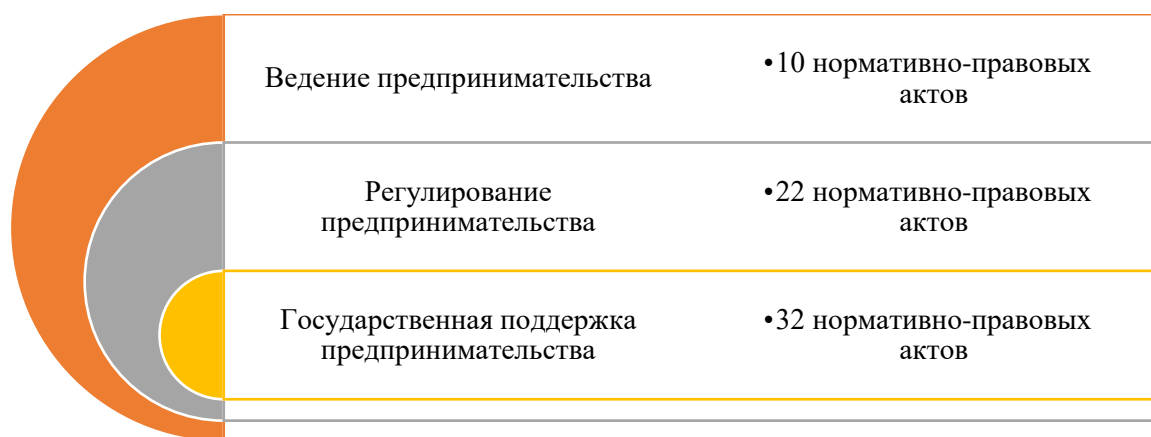 Ведение предпринимательства
•10 нормативно-правовых
актов
Регулирование
предпринимательства
•22 нормативно-правовых
актов
Государственная поддержка
предпринимательства
•32 нормативно-правовых
актов